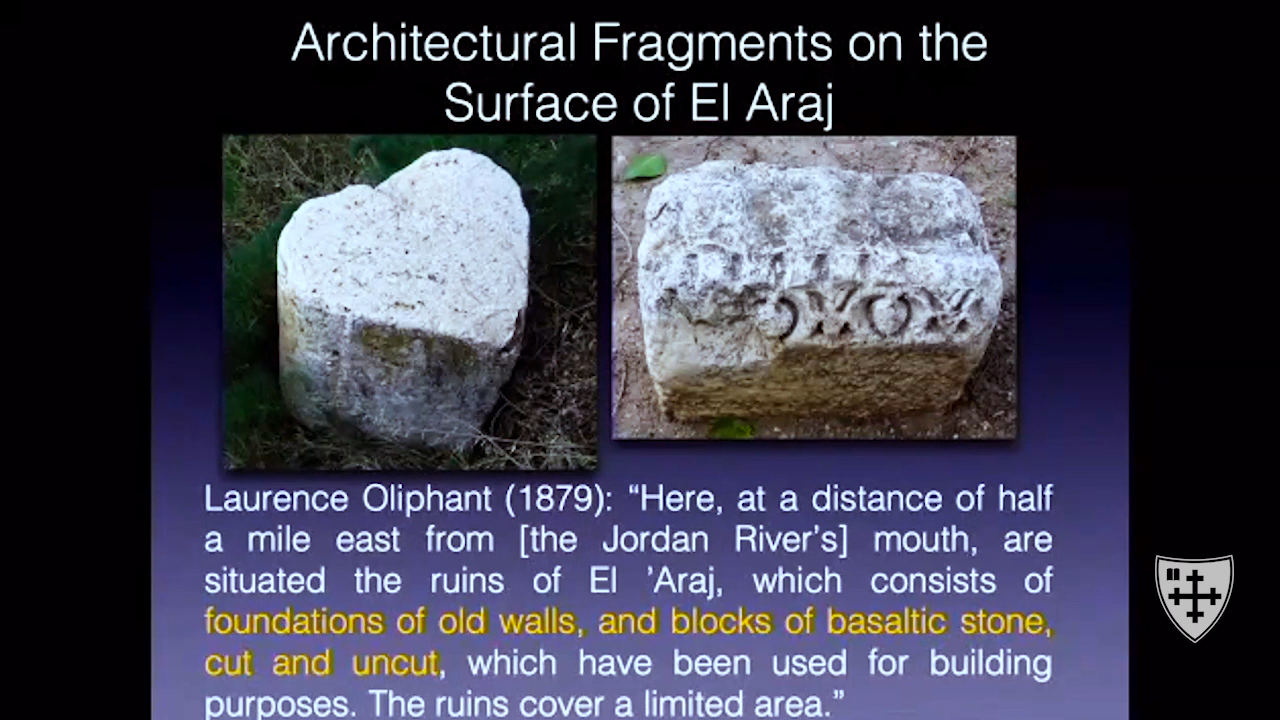 Architectural Fragments on the
Surface of El Araj
Laurence Oliphant (1879): “Here, at a distance of half
a mile east from [the Jordan River’s] mouth, are
situated the ruins of El ’Araj, which consists of
foundations of old walls, and blocks of basaltic stone,
cut and uncut, which have been used for building
purposes. The ruins cover a limited area.”